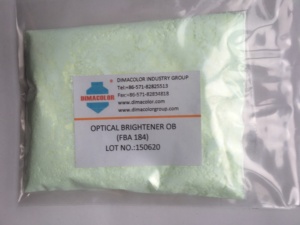 DIMACOLOR INDUSTRY GROUP
Tel:+86-571-82825513
Fax:+86-571-82834819
www.dimacolor.com
www.dimacolorgroup.com
DIMACOLOR
OPTICAL BRIGHTENER OB
(FBA 184)
LOT NO.:150620